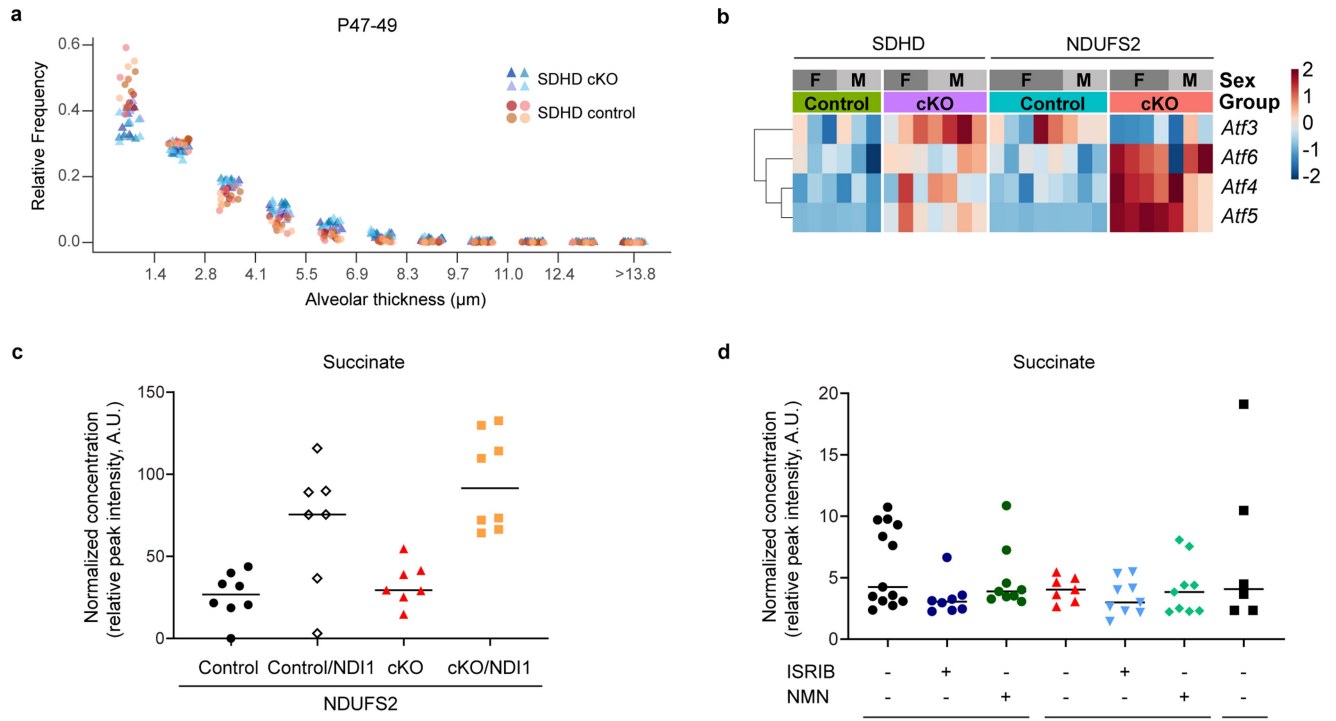 a
P47-49
Relative Frequency
0.6
0.4
0.2
0.0
SDHD cKO
SDHD control
1.4 2.8 4.1 5.5 6.9 8.3 9.7 11.0 12.4 >13.8
Alveolar thickness (µm)
b
SDHD NDUFS2
F M F M F M F M Sex
Control cKO Control cKO Group
Atf3
Atf6
Atf4
Atf5
2
1
0
-1
-2
c
Succinate
Normalized concentration
(relative peak intensity, A.U.)
150
100
50
0
Control Control/NDI1 cKO cKO/NDI1
NDUFS2
d
Succinate
Normalized concentration
(relative peak intensity, A.U.)
20
15
10
5
0
ISRIB - + - - + - -
NMN - - + - - + -